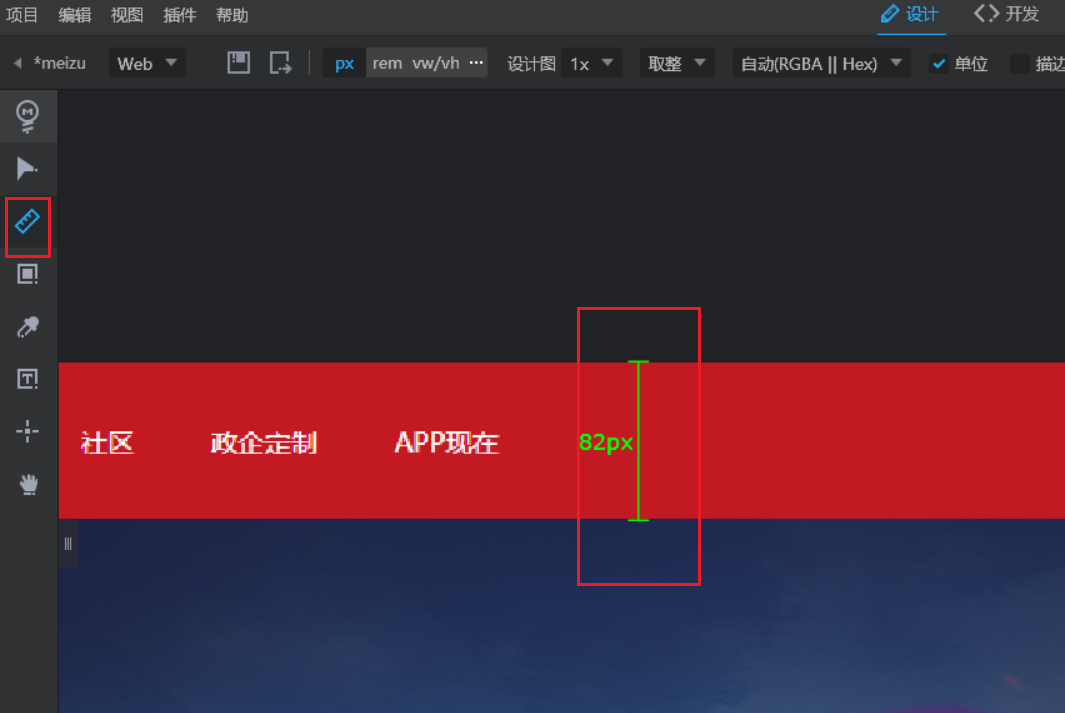 项目 编辑 视图 插件 帮助 设计 开发
*meizu Web px rem vw/vh ··· 设计图 1x 取整 自动(RGBA || Hex) 单位 描边
社区 政企定制 APP现在 82px